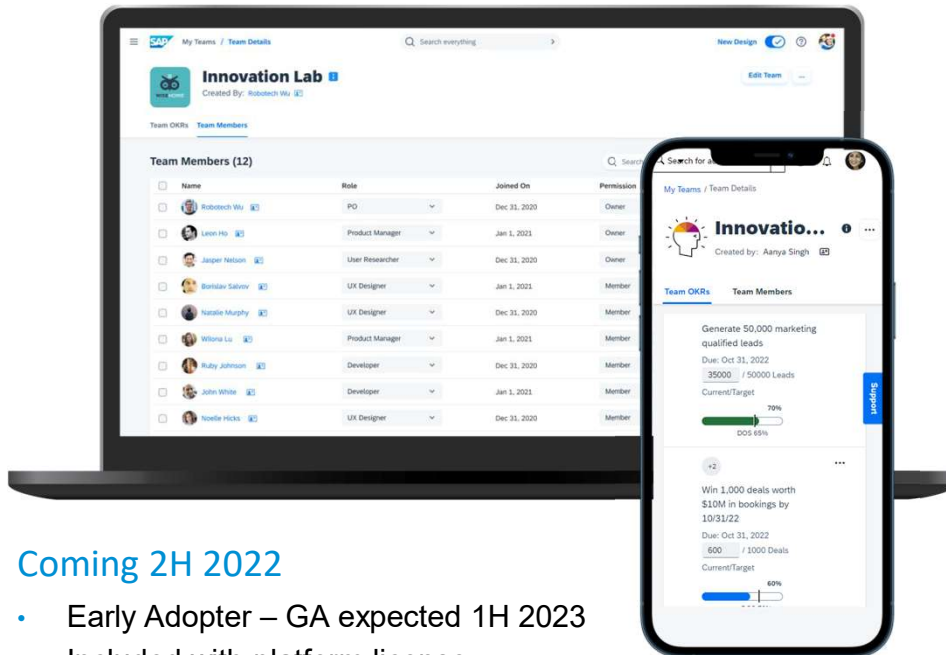 SAP My Teams / Team Details Search everything New Design
Innovation Lab
Created By: Robotech Wu
Edit Team ...
Team OKRs Team Members
Team Members (12) Search
Name Role Joined On Permission
Robotech Wu PO Dec 31, 2020 Owner
Leon Ho Product Manager Jan 1, 2021 Owner
Jasper Nelson User Researcher Dec 31, 2020 Owner
Borislav Salvov UX Designer Jan 1, 2021 Member
Natalie Murphy UX Designer Dec 31, 2020 Member
Wilona Lu Product Manager Jan 1, 2021 Member
Ruby Johnson Developer Dec 31, 2020 Member
John White Developer Jan 1, 2021 Member
Noelle Hicks UX Designer Dec 31, 2020 Member
Search for a
My Teams / Team Details
Innovatio... ...
Created by: Aanya Singh
Team OKRs Team Members
Generate 50,000 marketing
qualified leads
Due: Oct 31, 2022
35000 / 50000 Leads
Current/Target
70%
DOS 65%
Support
+2 ...
Win 1,000 deals worth
$10M in bookings by
10/31/22
Due: Oct 31, 2022
600 / 1000 Deals
Current/Target
60%
Coming 2H 2022
• Early Adopter – GA expected 1H 2023
Included with platform license